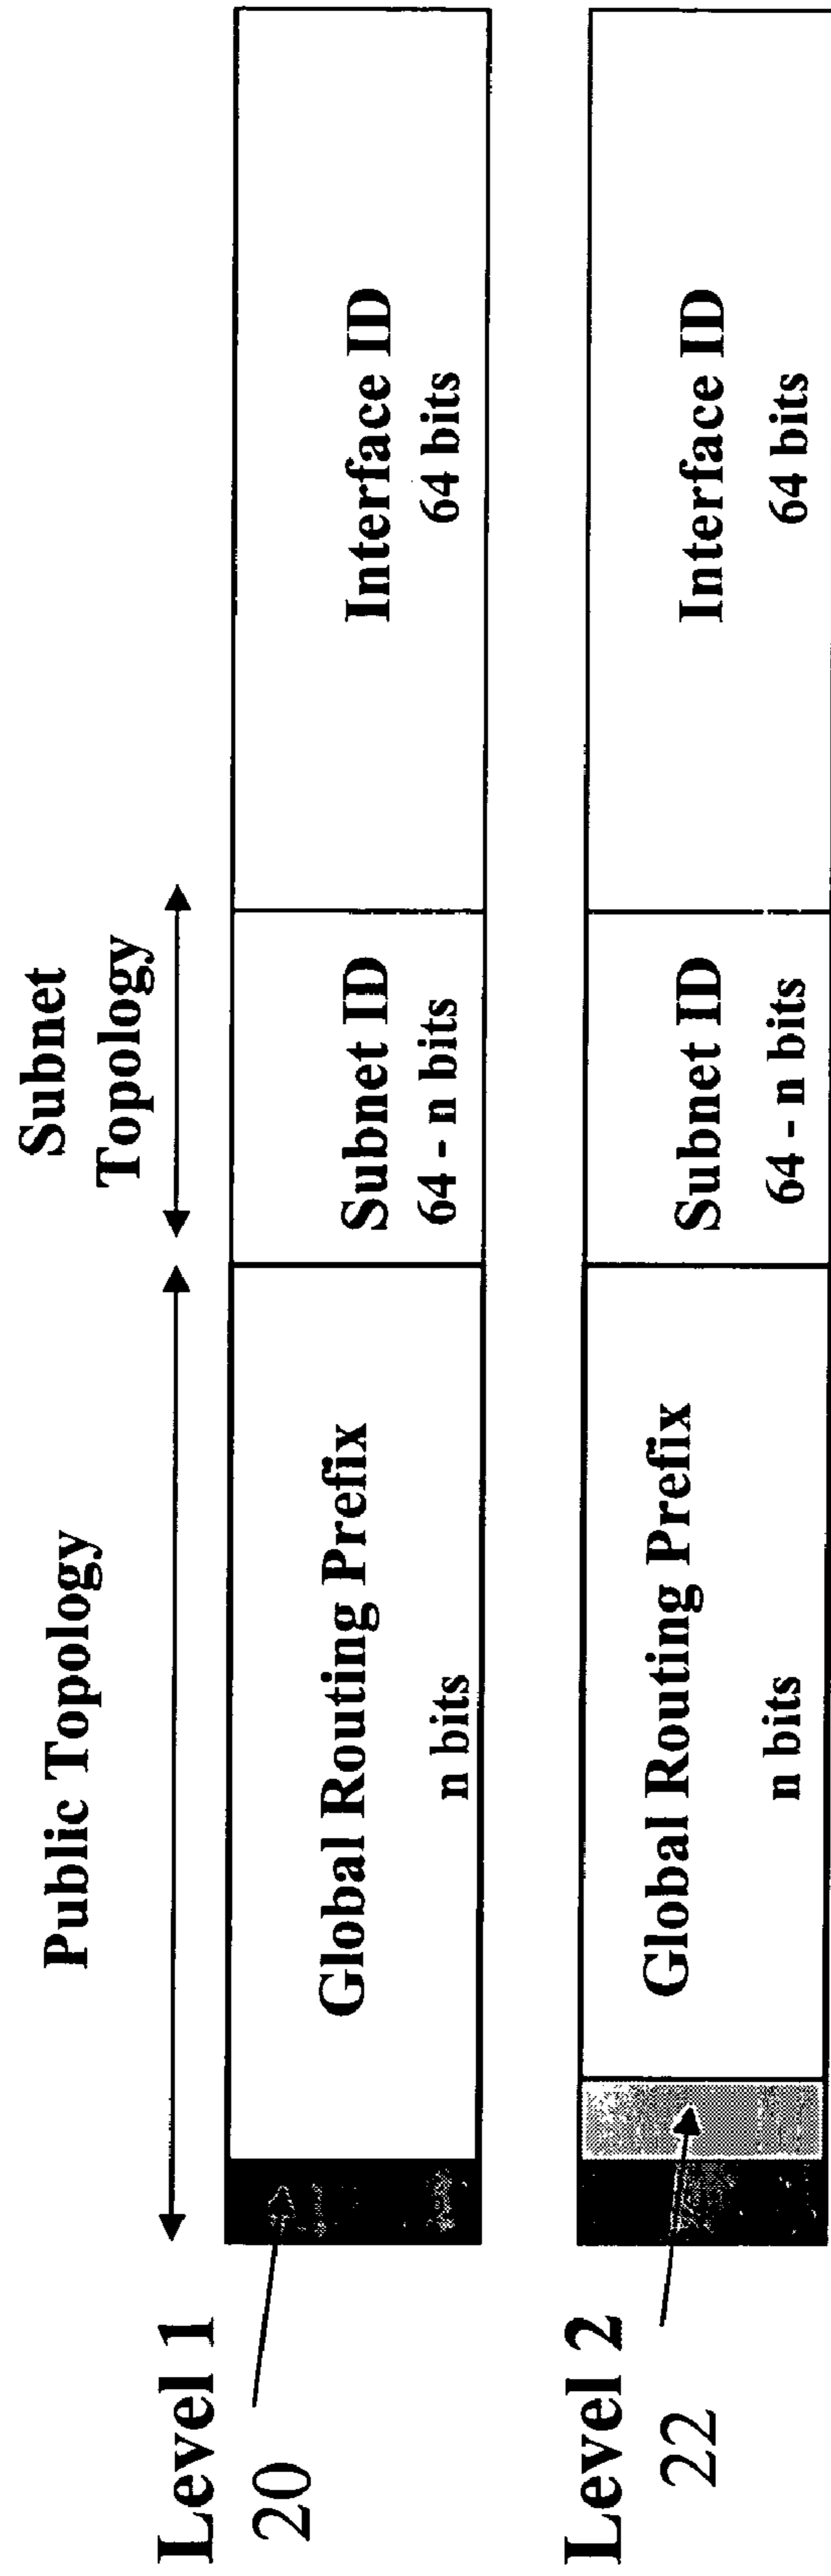 Public Topology
Subnet
Topology
Level 1
20
Global Routing Prefix
n bits
Subnet ID
64 - n bits
Interface ID
64 bits
Level 2
22
Global Routing Prefix
n bits
Subnet ID
64 - n bits
Interface ID
64 bits